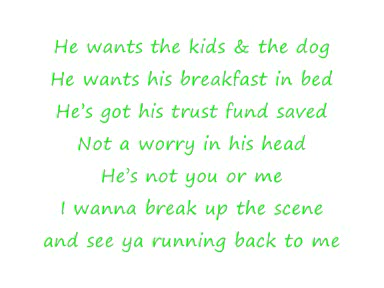 He wants the kids & the dog
He wants his breakfast in bed
He's got his trust fund saved
Not a worry in his head
He's not you or me
I wanna break up the scene
and see ya running back to me